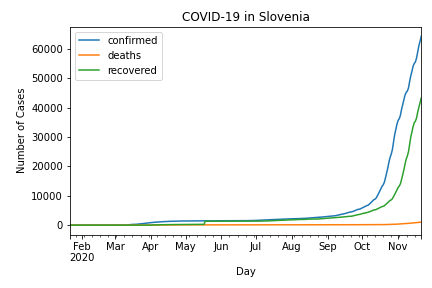 COVID-19 in Slovenia
confirmed
deaths
recovered
Number of Cases
60000
50000
40000
30000
20000
10000
0
Feb Mar Apr May Jun Jul Aug Sep Oct Nov
2020
Day